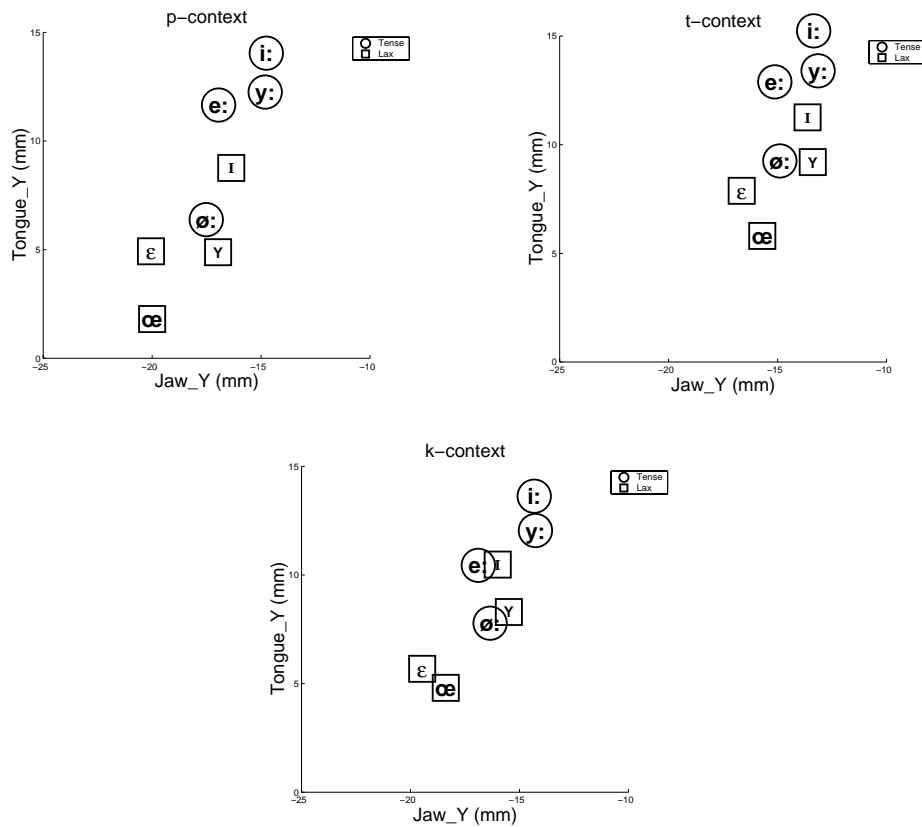 p−context
15
10
5
0
−25
−20
−15
−10
Tongue_Y (mm)
Jaw_Y (mm)
Tense
Lax
i:
y:
e:
I
ø:
ε
Y
œ
t−context
15
10
5
0
−25
−20
−15
−10
Tongue_Y (mm)
Jaw_Y (mm)
Tense
Lax
i:
y:
e:
I
ø:
Y
ε
œ
k−context
15
10
5
0
−25
−20
−15
−10
Tongue_Y (mm)
Jaw_Y (mm)
Tense
Lax
i:
y:
e:
I
Y
ø:
ε
œ